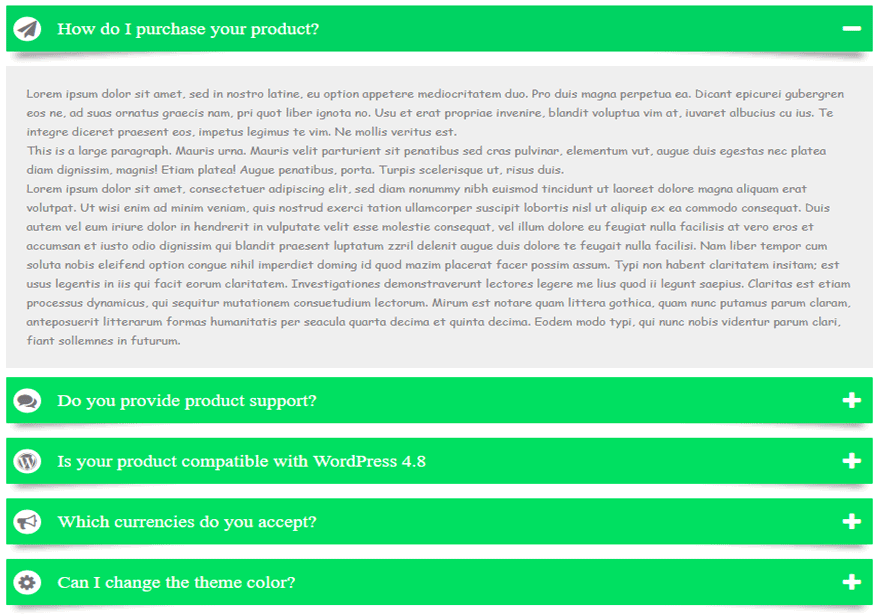 How do I purchase your product?
Lorem ipsum dolor sit amet, sed in nostro latine, eu option appetere mediocritatem duo. Pro duis magna perpetua ea. Dicant epicurei gubergren
eos ne, ad suas ornatus graecis nam, pri quot liber ignota no. Usu et erat propriae invenire, blandit voluptua vim at, iuvaret albucius cu ius. Te
integre diceret praesent eos, impetus legimus te vim. Ne mollis veritus est.
This is a large paragraph. Mauris urna. Mauris velit parturient sit penatibus sed cras pulvinar, elementum vut, augue duis egestas nec platea
diam dignissim, magnis! Etiam platea! Augue penatibus, porta. Turpis scelerisque ut, risus duis.
Lorem ipsum dolor sit amet, consectetuer adipiscing elit, sed diam nonummy nibh euismod tincidunt ut laoreet dolore magna aliquam erat
volutpat. Ut wisi enim ad minim veniam, quis nostrud exerci tation ullamcorper suscipit lobortis nisl ut aliquip ex ea commodo consequat. Duis
autem vel eum iriure dolor in hendrerit in vulputate velit esse molestie consequat, vel illum dolore eu feugiat nulla facilisis at vero eros et
accumsan et iusto odio dignissim qui blandit praesent luptatum zzril delenit augue duis dolore te feugait nulla facilisi. Nam liber tempor cum
soluta nobis eleifend option congue nihil imperdiet doming id quod mazim placerat facer possim assum. Typi non habent claritatem insitam; est
usus legentis in iis qui facit eorum claritatem. Investigationes demonstraverunt lectores legere me lius quod ii legunt saepius. Claritas est etiam
processus dynamicus, qui sequitur mutationem consuetudium lectorum. Mirum est notare quam littera gothica, quam nunc putamus parum claram,
anteposuerit litterarum formas humanitatis per seacula quarta decima et quinta decima. Eodem modo typi, qui nunc nobis videntur parum clari,
fiant sollemnes in futurum.
Do you provide product support?
Is your product compatible with WordPress 4.8
Which currencies do you accept?
Can I change the theme color?